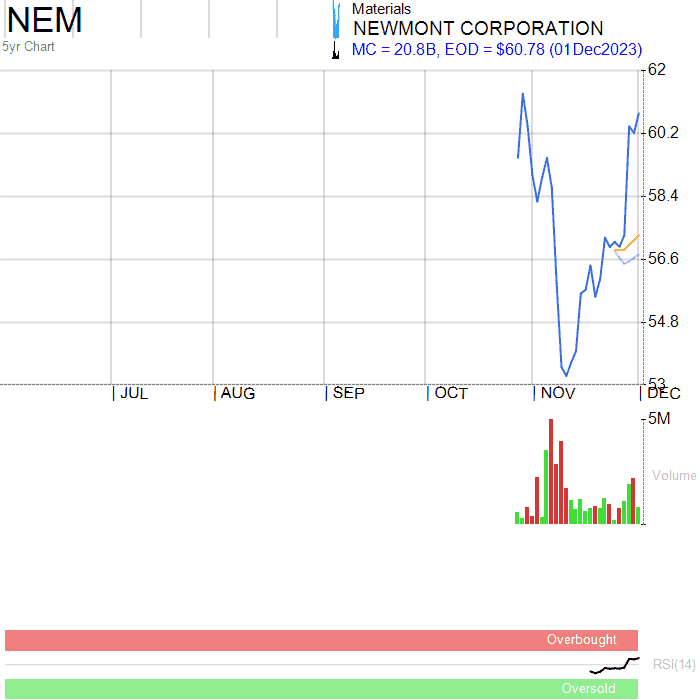 NEM
5yr Chart
Materials
NEWMONT CORPORATION
MC = 20.8B, EOD = $60.78 (01Dec2023)
62
60.2
58.4
56.6
54.8
53
JUL
AUG
SEP
OCT
NOV
DEC
5M
Volume
Overbought
RSI(14)
Oversold